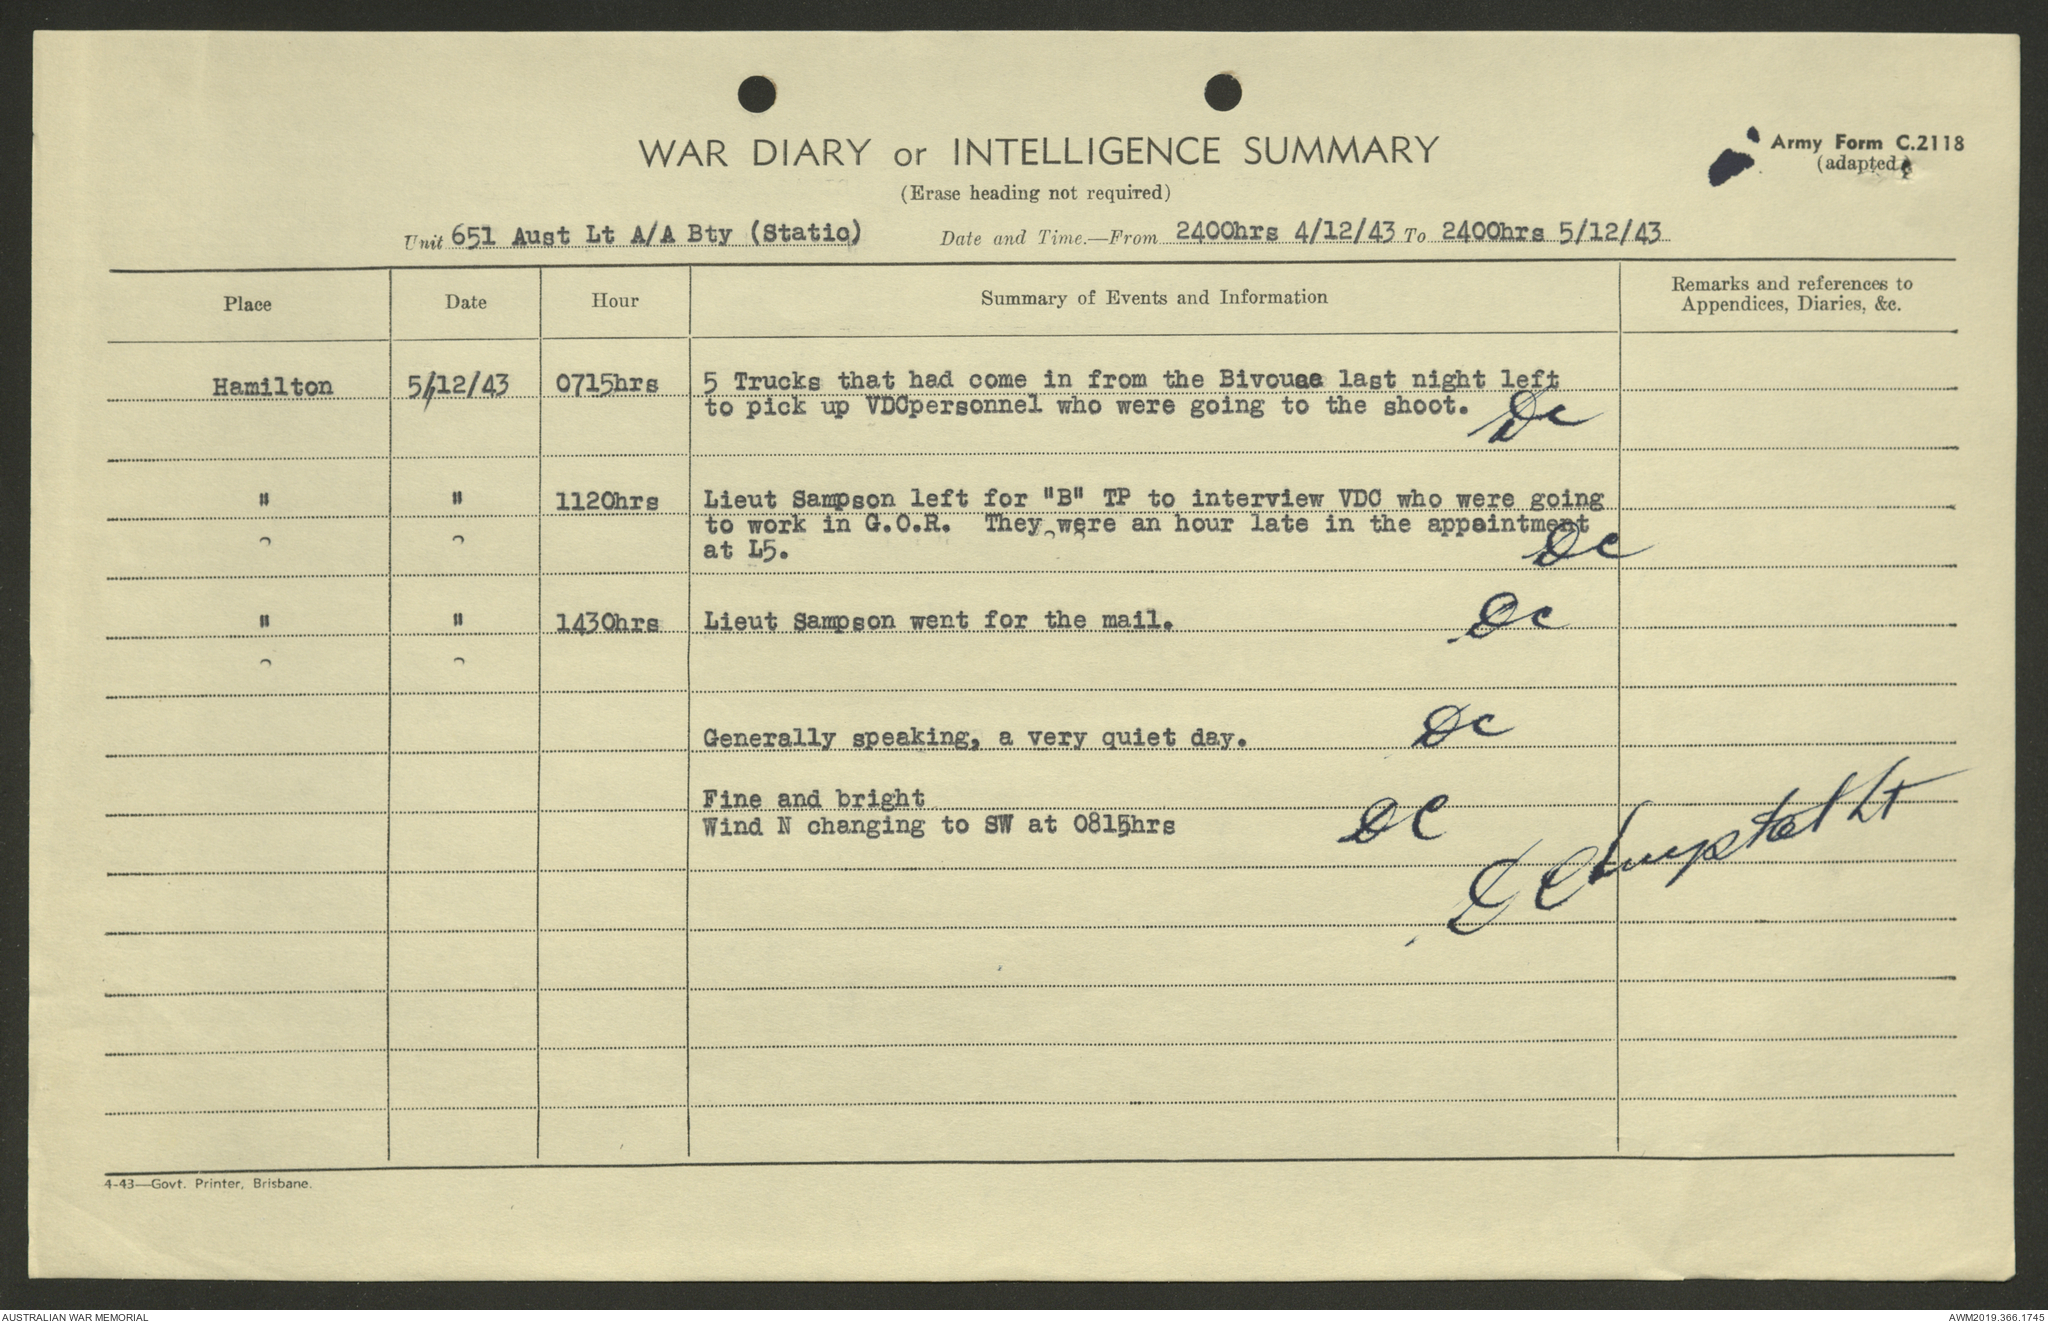 WAR DIARY or INTELLIGENCE SUMMARY
Army Form C.2118
(adapted)
(Erase heading not required)
Unit 651 Aust Lt A/A Bty (Static) Date and Time.—From 2400hrs 4/12/43 To 2400hrs 5/12/43
Place Date Hour Summary of Events and Information Remarks and references to
Appendices, Diaries, &c.
Hamilton 5/12/43 0715hrs 5 Trucks that had come in from the Bivouac last night left
to pick up VDCpersonnel who were going to the shoot. DC
" " 1120hrs Lieut Sampson left for "B" TP to interview VDC who were going
to work in G.O.R. They were an hour late in the appointment
at L5. DC
" " 1430hrs Lieut Sampson went for the mail. DC
Generally speaking, a very quiet day. DC
Fine and bright
Wind N changing to SW at 0815hrs DC
Lt
4-43—Govt. Printer, Brisbane.
AUSTRALIAN WAR MEMORIAL
AWM2019.366.1745